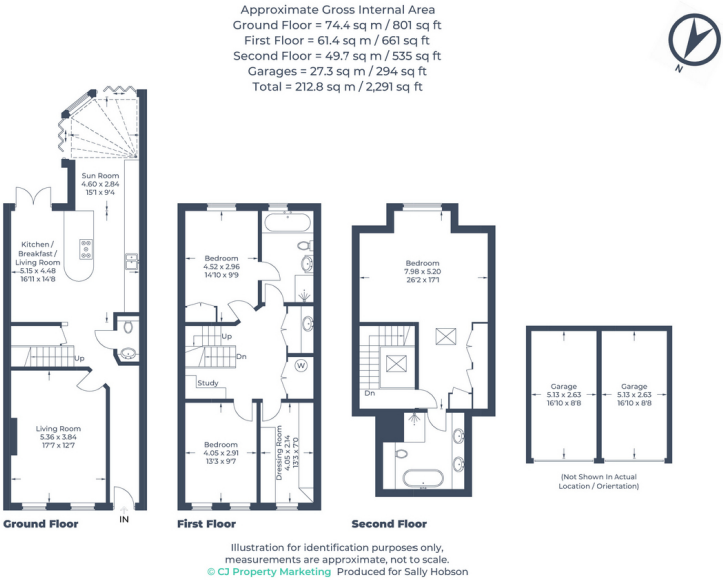 Approximate Gross Internal Area
Ground Floor = 74.4 sq m / 801 sq ft
First Floor = 61.4 sq m / 661 sq ft
Second Floor = 49.7 sq m / 535 sq ft
Garages = 27.3 sq m / 294 sq ft
Total = 212.8 sq m / 2,291 sq ft
N
Sun Room
4.60 x 2.84
15'1 x 9'4
Kitchen /
Breakfast /
Living Room
5.15 x 4.48
16'11 x 14'8
Up
Living Room
5.36 x 3.84
17'7 x 12'7
IN
Ground Floor
Bedroom
4.52 x 2.96
14'10 x 9'9
Up
Dn
Study
W
Bedroom
4.05 x 2.91
13'3 x 9'7
Dressing Room
4.05 x 2.14
13'3 x 7'0
First Floor
Bedroom
7.98 x 5.20
26'2 x 17'1
Dn
Second Floor
Garage
5.13 x 2.63
16'10 x 8'8
Garage
5.13 x 2.63
16'10 x 8'8
(Not Shown In Actual
Location / Orientation)
Illustration for identification purposes only,
measurements are approximate, not to scale.
© CJ Property Marketing Produced for Sally Hobson